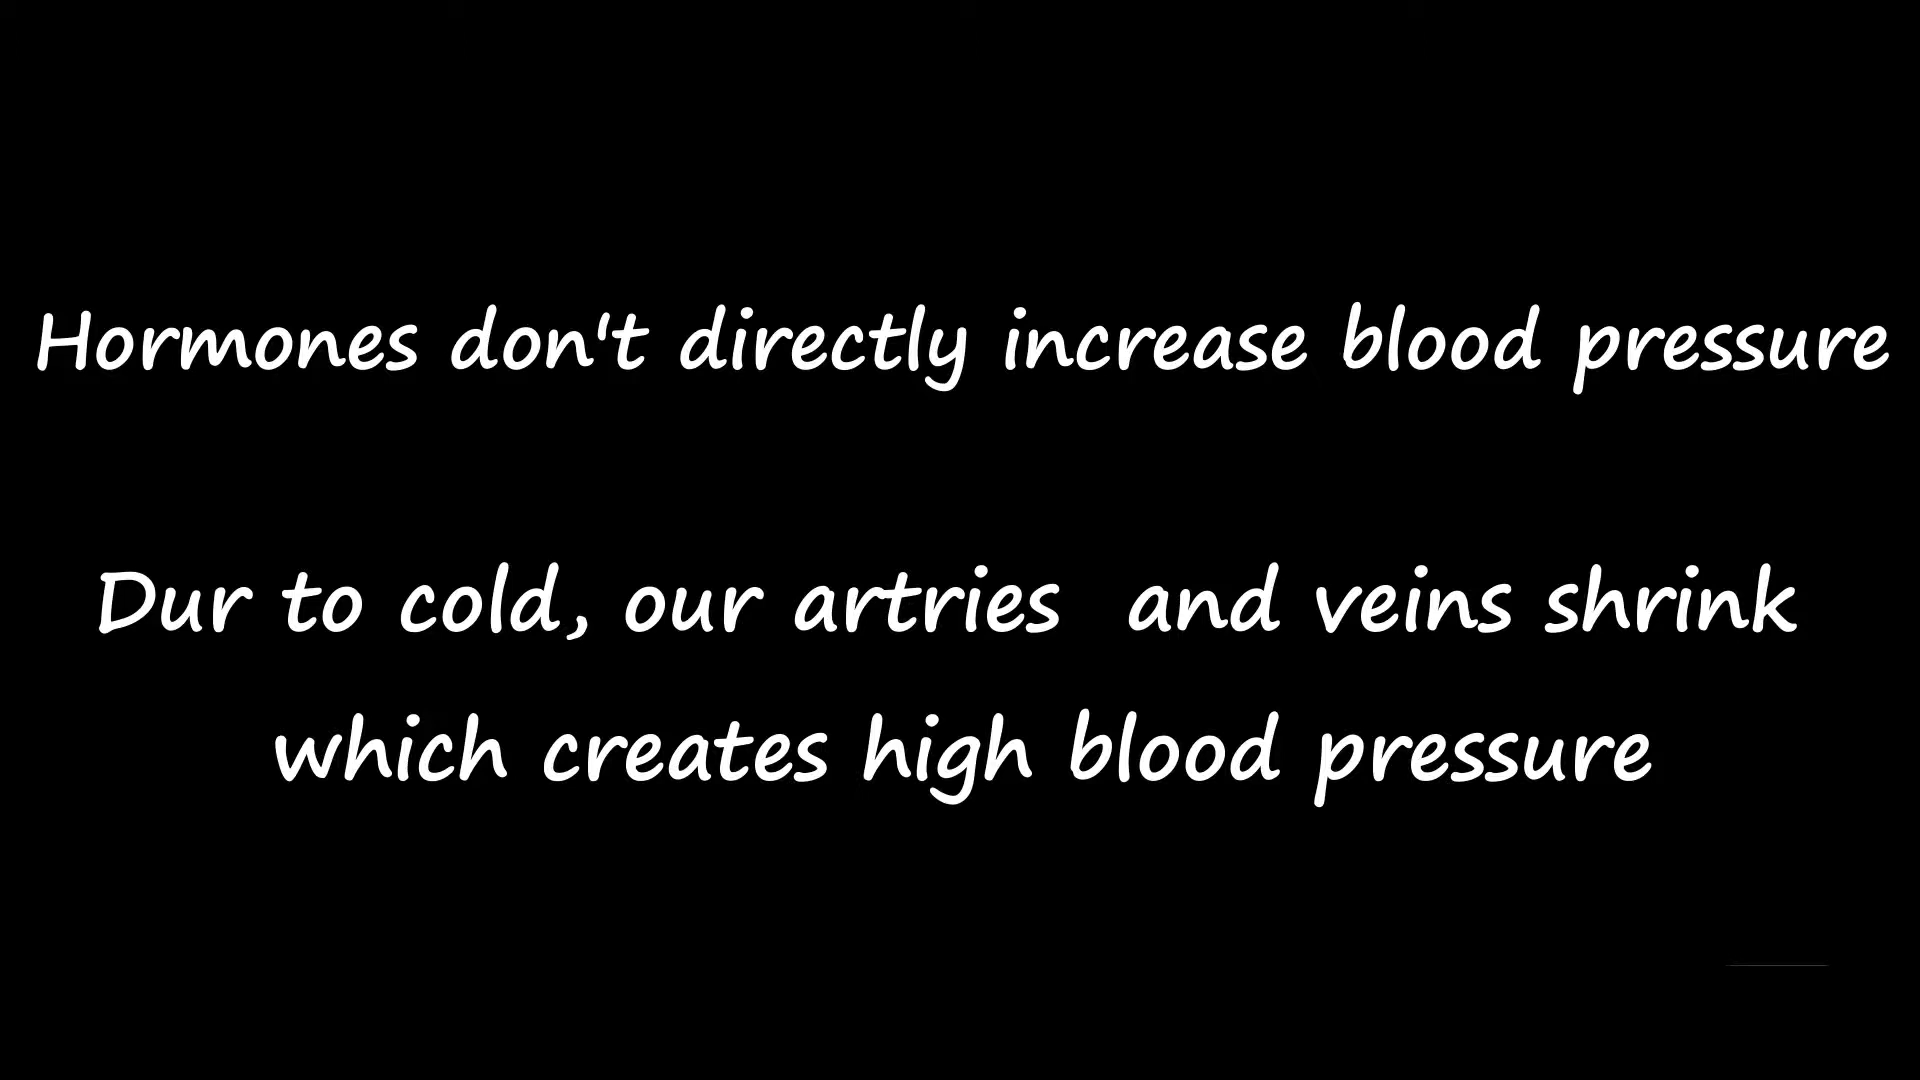 Hormones don't directly increase blood pressure
Dur to cold, our artries and veins shrink
which creates high blood pressure